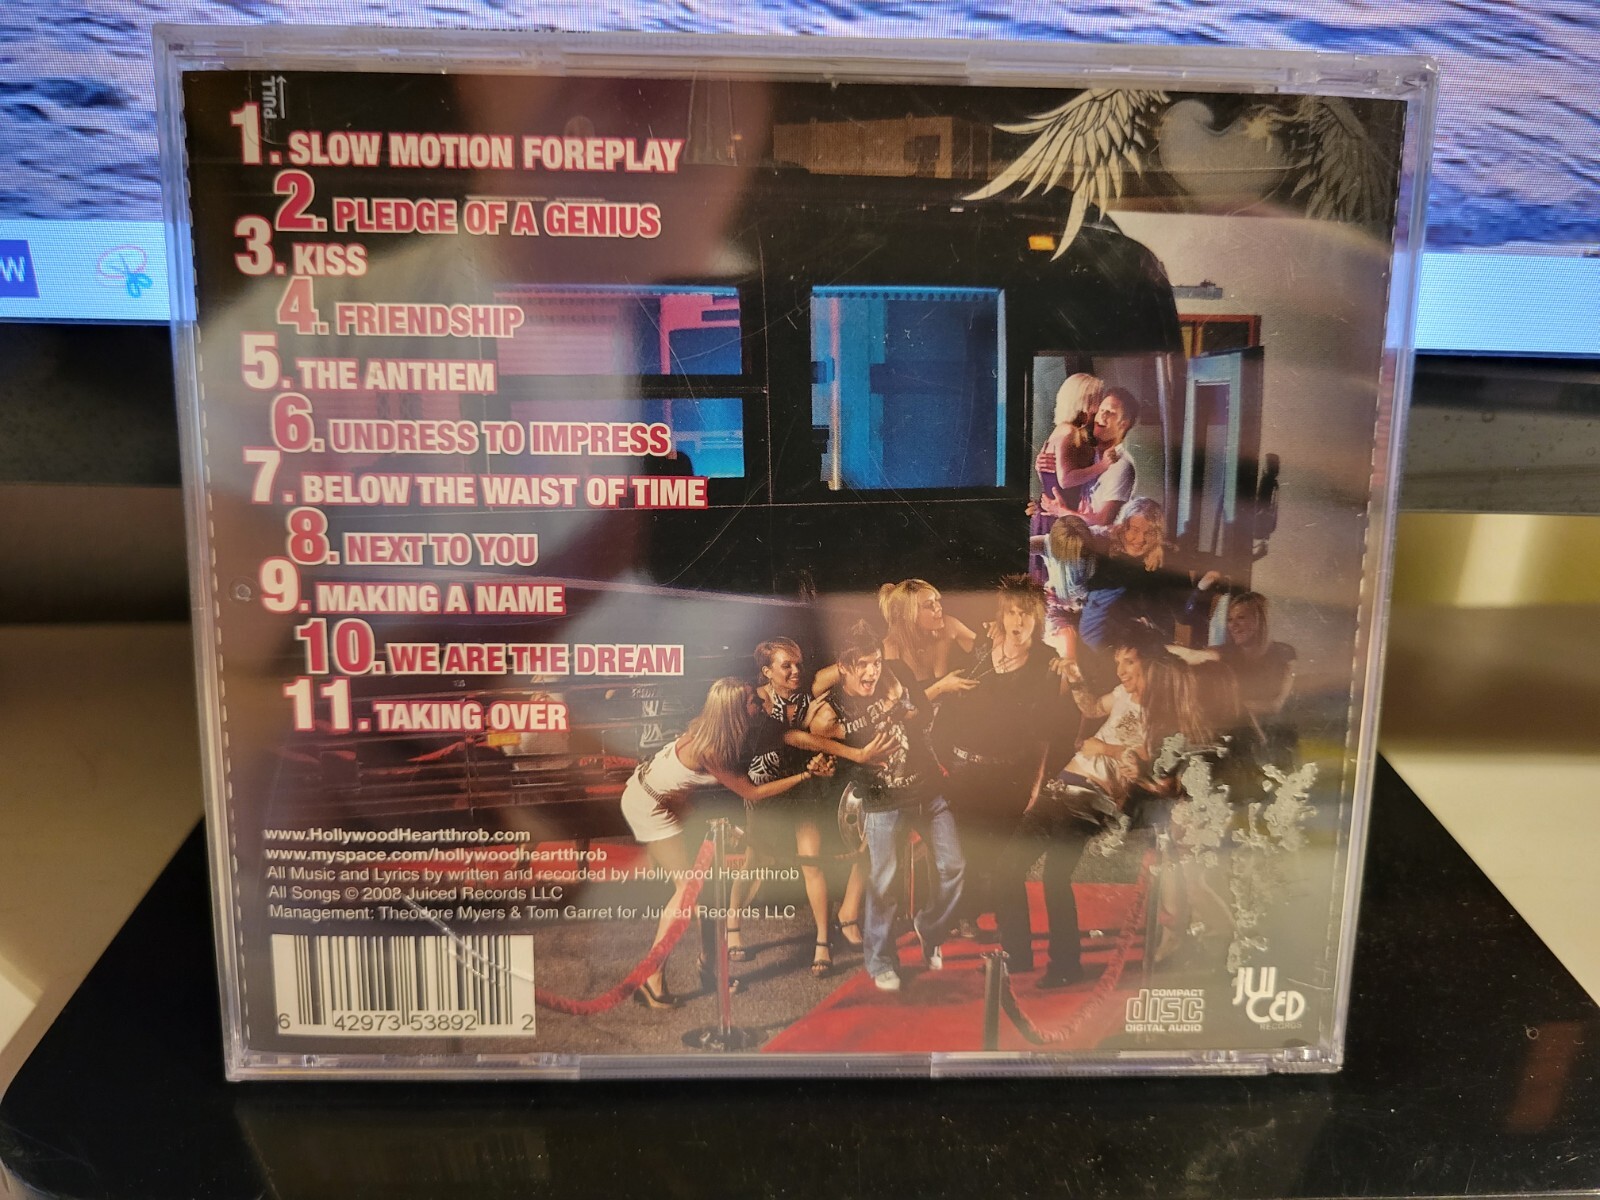 PULL
1. SLOW MOTION FOREPLAY
2. PLEDGE OF A GENIUS
3. KISS
4. FRIENDSHIP
5. THE ANTHEM
6. UNDRESS TO IMPRESS
7. BELOW THE WAIST OF TIME
8. NEXT TO YOU
9. MAKING A NAME
10. WE ARE THE DREAM
11. TAKING OVER
www.HollywoodHeartthrob.com
www.myspace.com/hollywoodheartthrob
All Music and Lyrics by written and recorded by Hollywood Heartthrob
All Songs © 2008 Juiced Records LLC
Management: Theodore Myers & Tom Garret for Juiced Records LLC
6 42973 53892 2
COMPACT
disc
DIGITAL AUDIO
JUICED
RECORDS
W